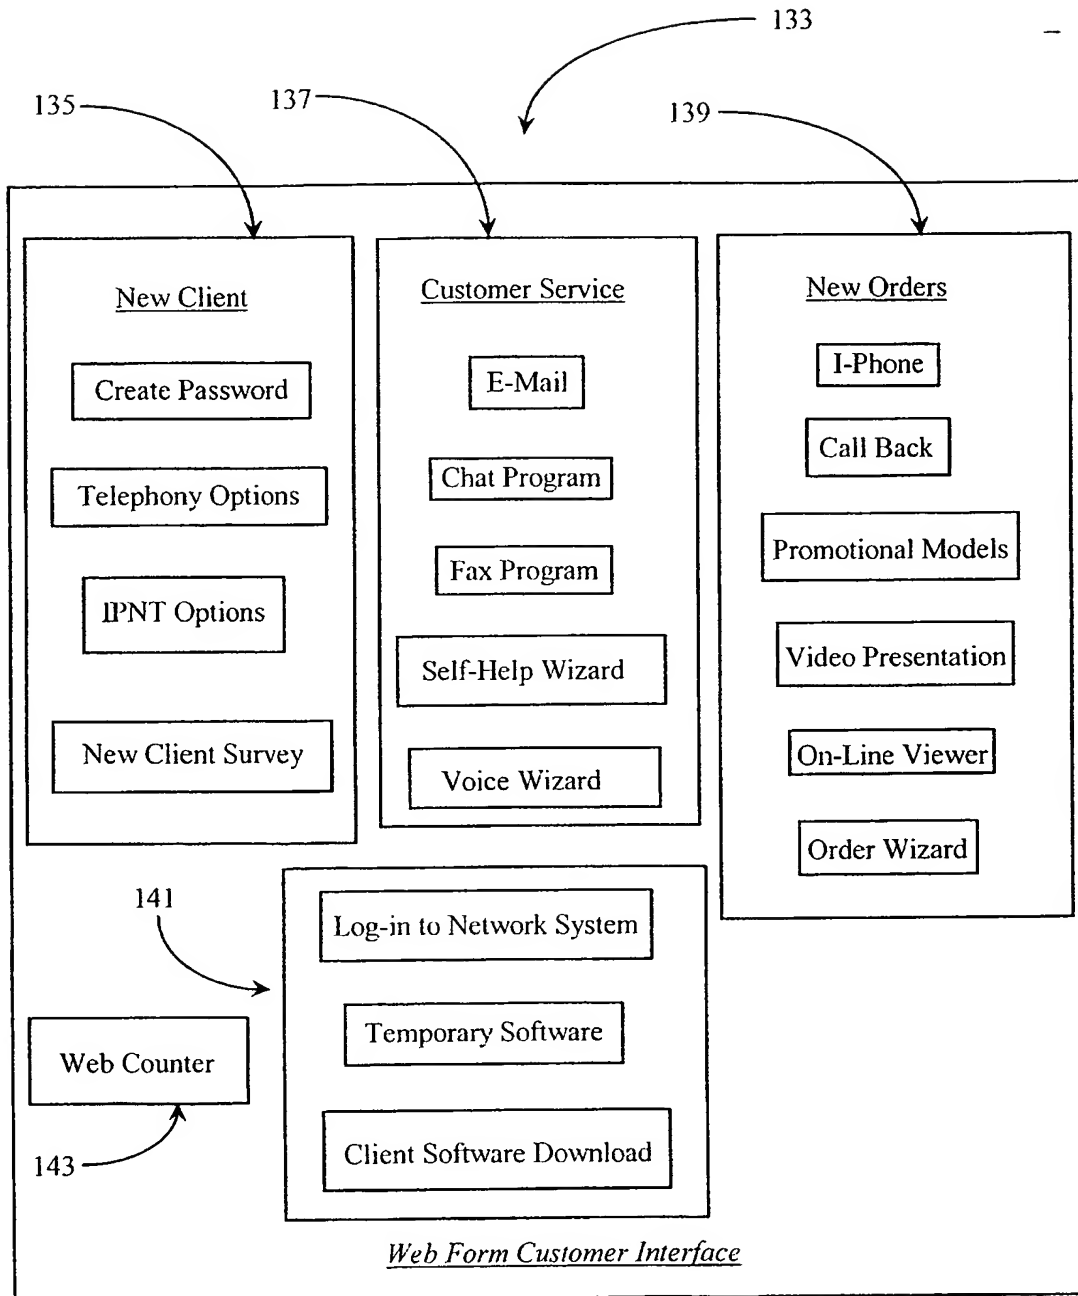 133
135
137
139
New Client
Create Password
Telephony Options
IPNT Options
New Client Survey
Customer Service
E-Mail
Chat Program
Fax Program
Self-Help Wizard
Voice Wizard
New Orders
I-Phone
Call Back
Promotional Models
Video Presentation
On-Line Viewer
Order Wizard
141
Log-in to Network System
Temporary Software
Client Software Download
Web Counter
143
Web Form Customer Interface